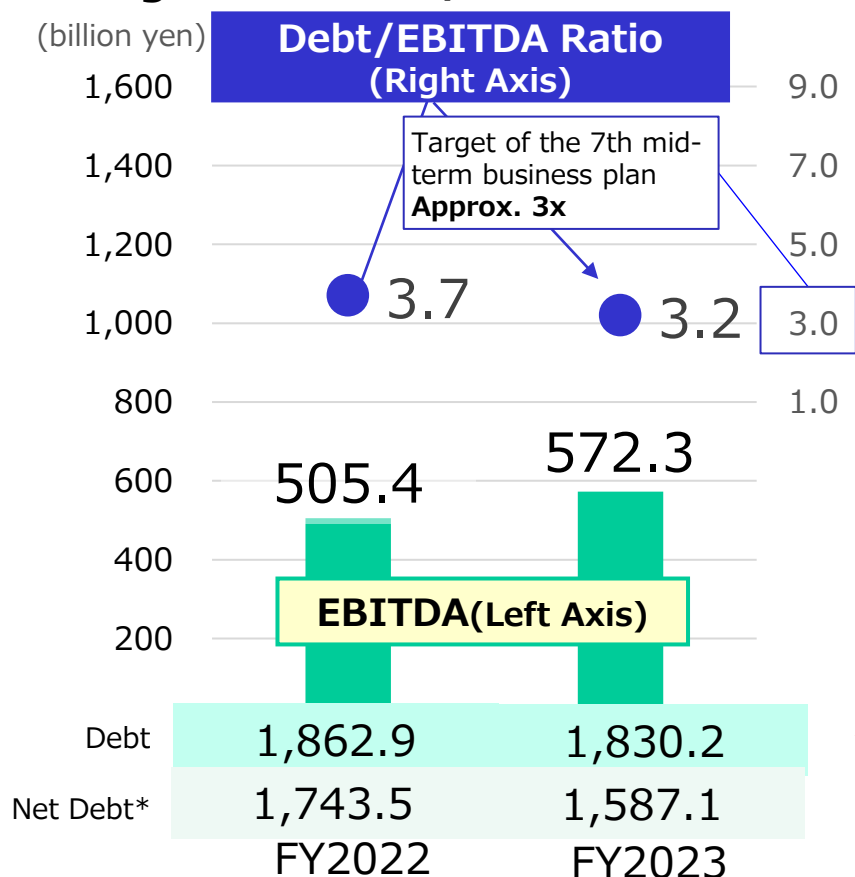 (billion yen)
Debt/EBITDA Ratio
(Right Axis)
1,600
9.0
Target of the 7th mid-
term business plan
Approx. 3x
1,400
7.0
1,200
5.0
3.7
3.2
1,000
3.0
800
1.0
505.4
572.3
600
400
EBITDA(Left Axis)
200
Debt 1,862.9 1,830.2
Net Debt* 1,743.5 1,587.1
FY2022 FY2023